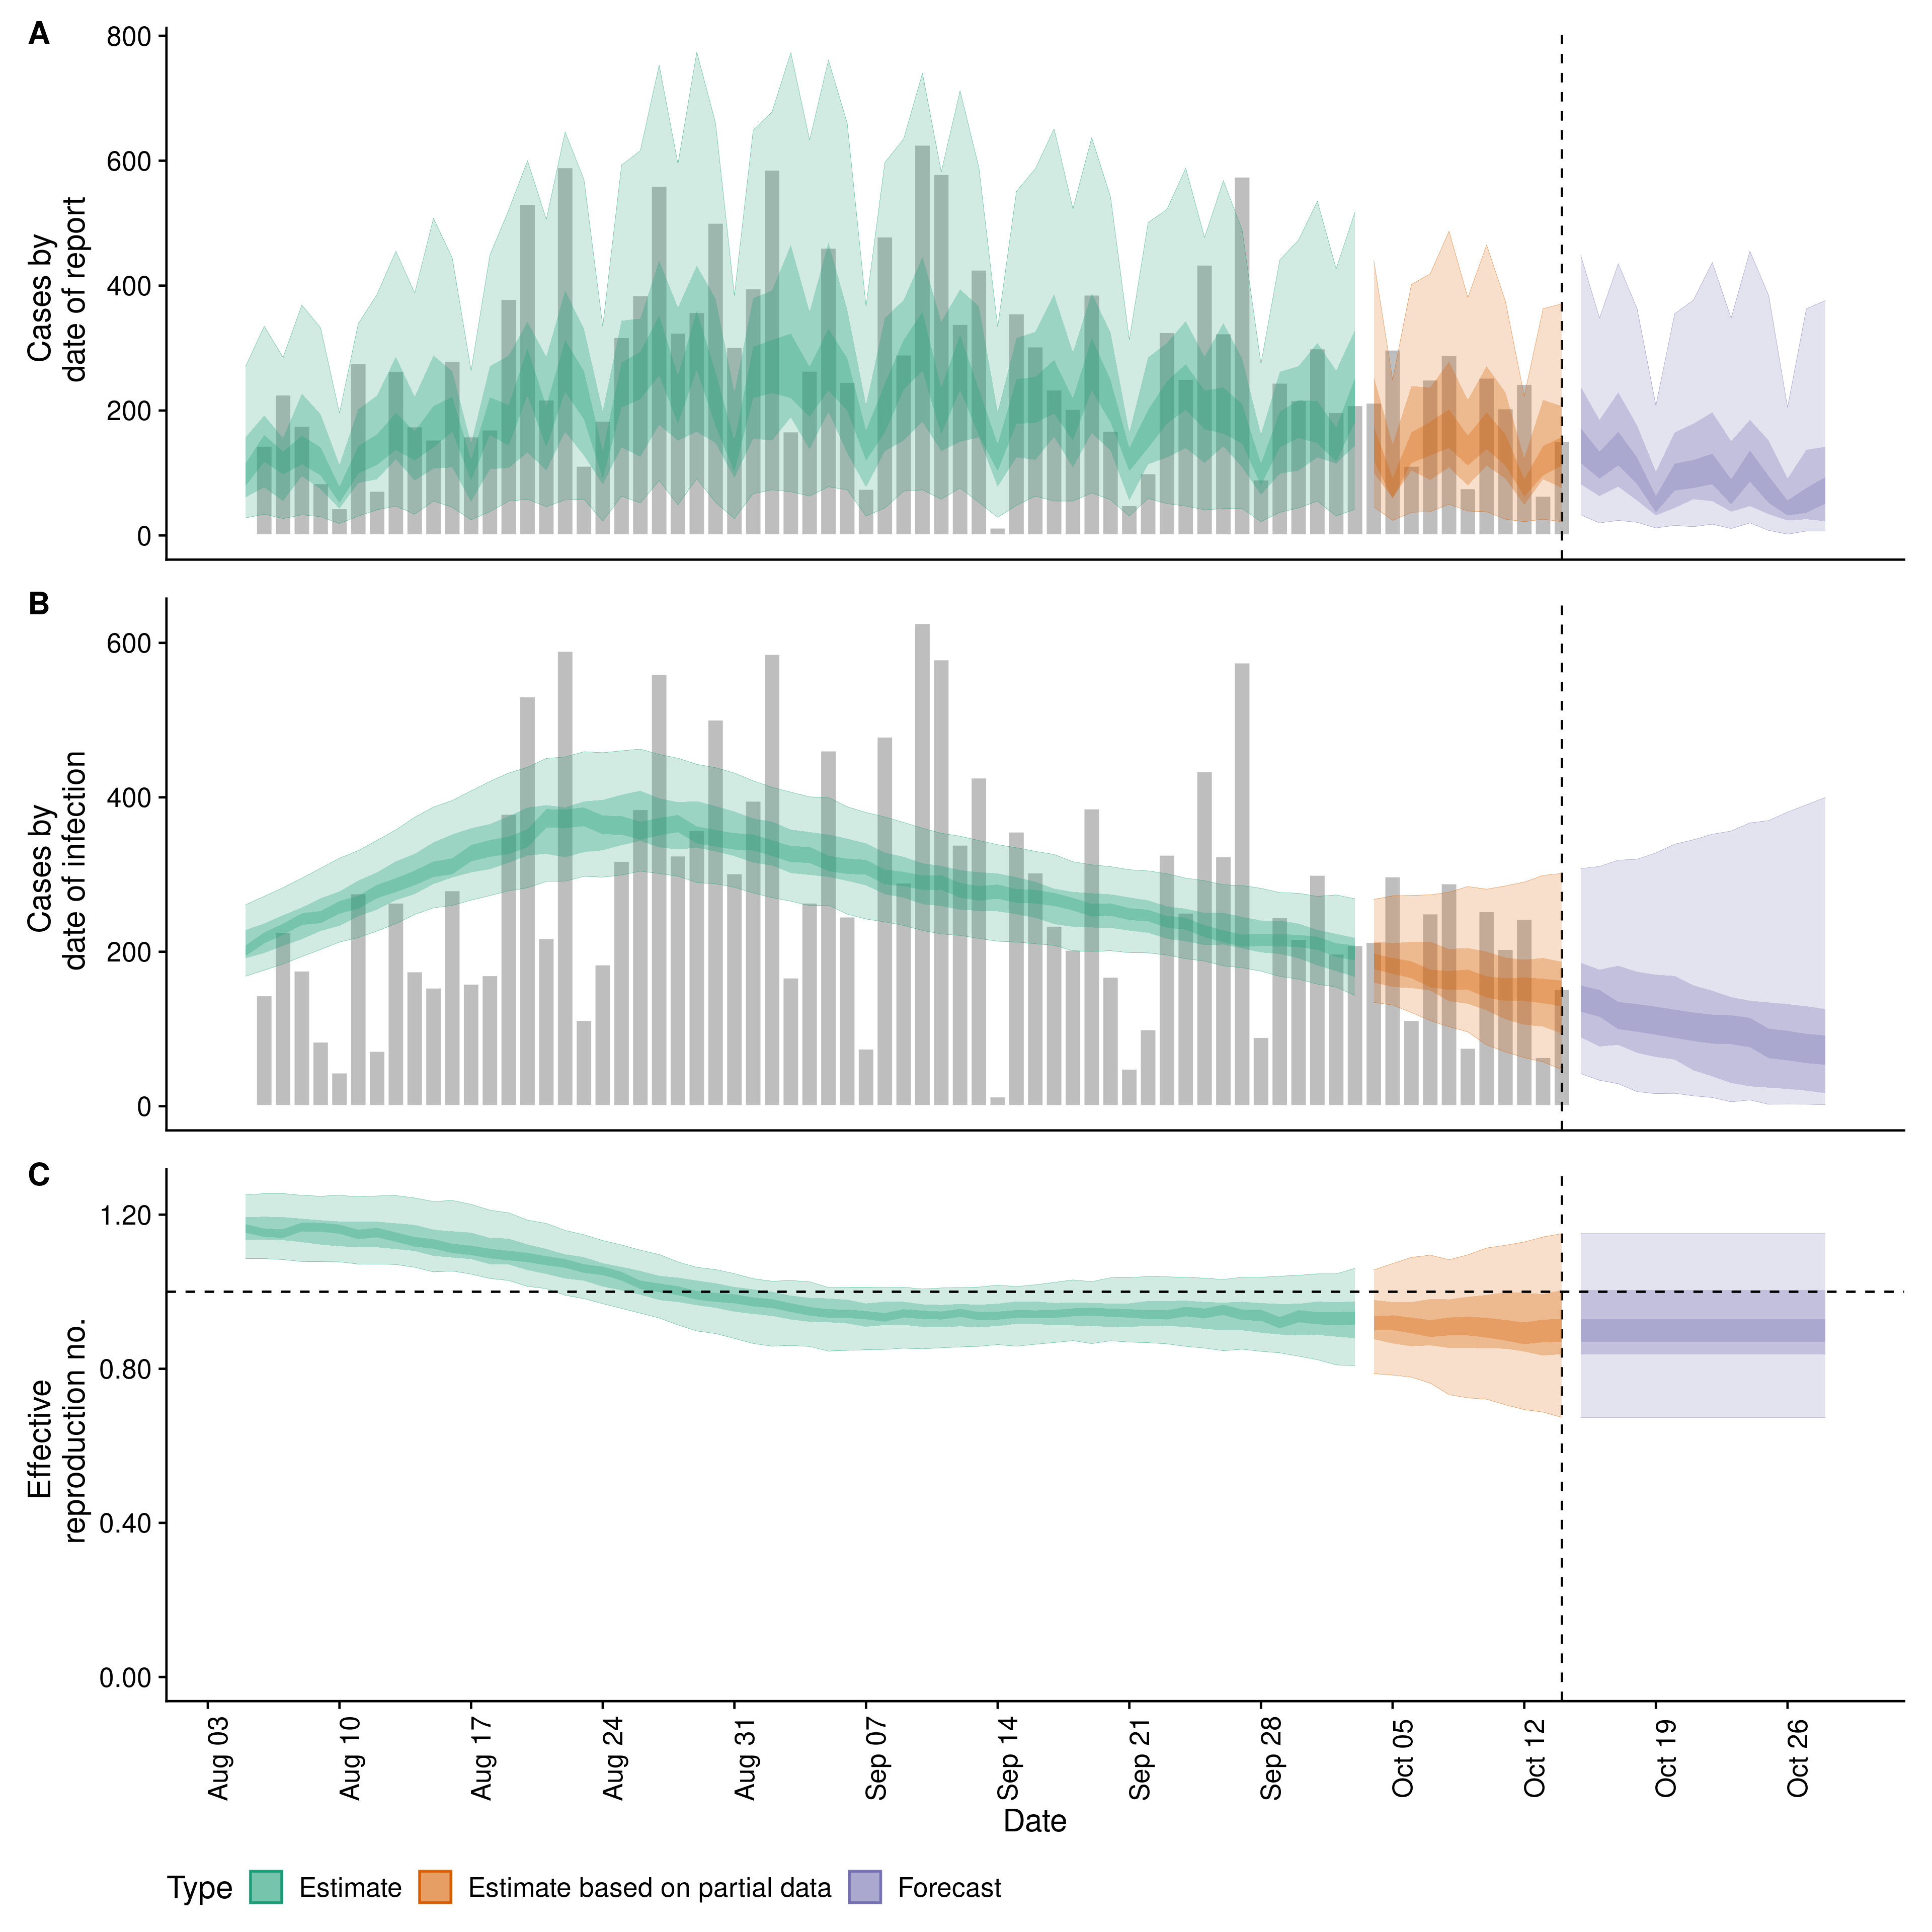 A
Cases by
date of report
800
600
400
200
0
B
Cases by
date of infection
600
400
200
0
C
Effective
reproduction no.
1.20
0.80
0.40
0.00
Aug 03
Aug 10
Aug 17
Aug 24
Aug 31
Sep 07
Sep 14
Sep 21
Sep 28
Oct 05
Oct 12
Oct 19
Oct 26
Date
Type Estimate Estimate based on partial data Forecast